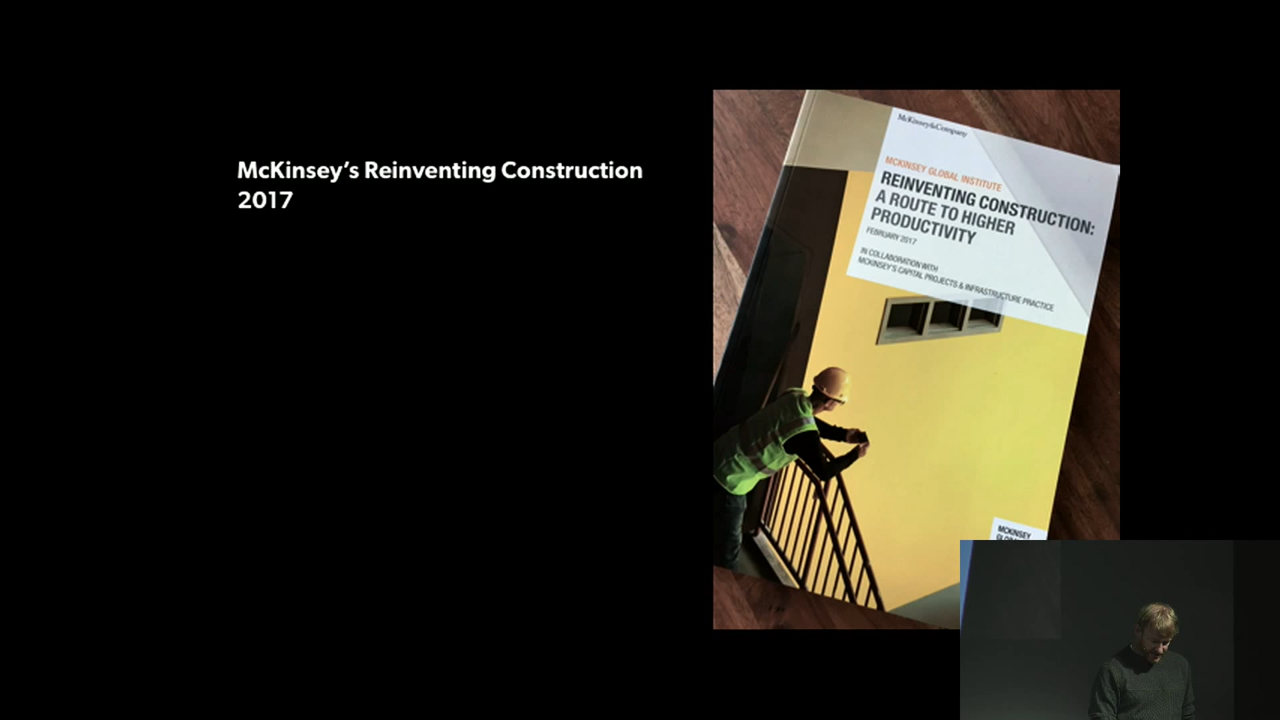 McKinsey's Reinventing Construction
2017
McKinsey&Company
MCKINSEY GLOBAL INSTITUTE
REINVENTING CONSTRUCTION:
A ROUTE TO HIGHER
PRODUCTIVITY
FEBRUARY 2017
IN COLLABORATION WITH
MCKINSEY'S CAPITAL PROJECTS & INFRASTRUCTURE PRACTICE
MCKINSEY